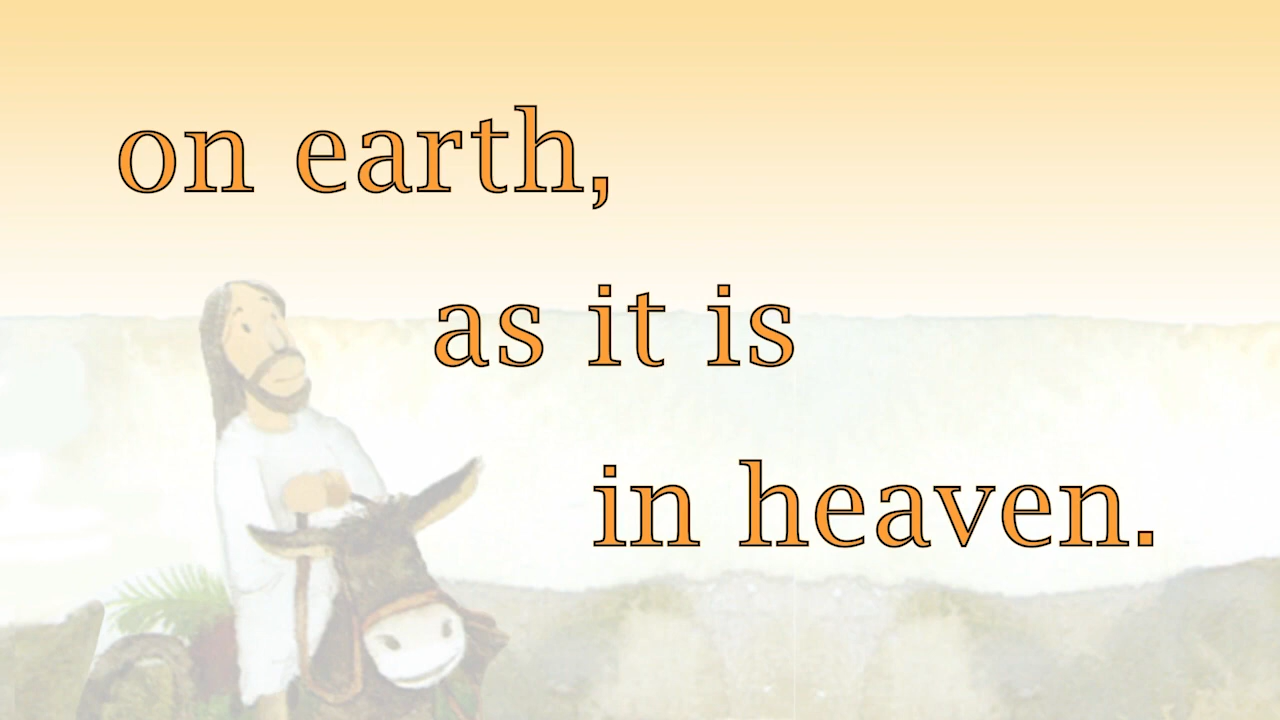 on earth,
as it is
in heaven.